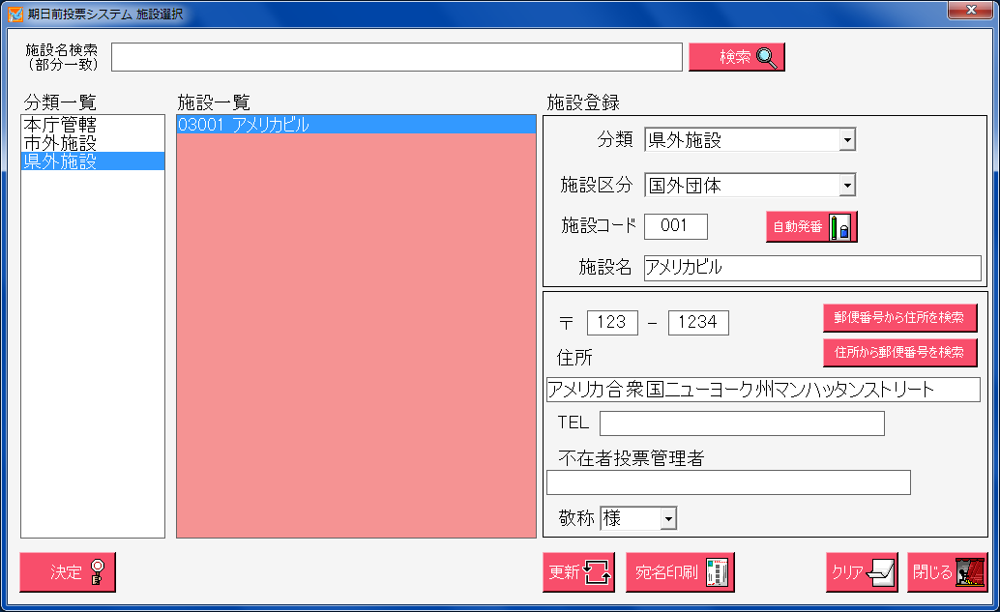 期日前投票システム 施設選択
施設名検索
(部分一致)
検索
分類一覧
施設一覧
施設登録
本庁管轄
市外施設
県外施設
03001 アメリカビル
分類
県外施設
施設区分
国外団体
施設コード
001
自動発番
施設名
アメリカビル
〒 123 - 1234
郵便番号から住所を検索
住所
住所から郵便番号を検索
アメリカ合衆国ニューヨーク州マンハッタンストリート
TEL
不在者投票管理者
敬称
様
決定
更新
宛名印刷
クリア
閉じる